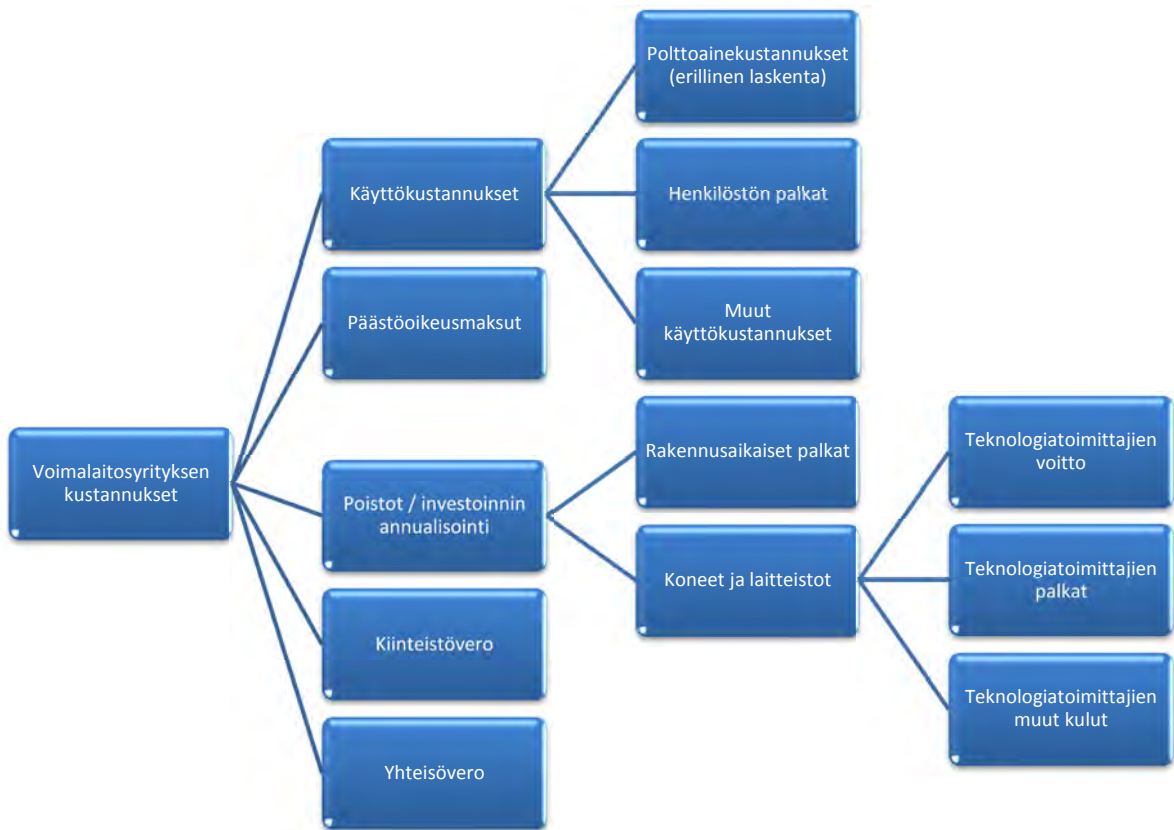 Voimalaitosyrityksen
kustannukset
Käyttökustannukset
Päästöoikeusmaksut
Poistot / investoinnin
annualisointi
Kiinteistövero
Yhteisövero
Polttoainekustannukset
(erillinen laskenta)
Henkilöstön palkat
Muut
käyttökustannukset
Rakennusaikaiset palkat
Koneet ja laitteistot
Teknologiatoimittajien
voitto
Teknologiatoimittajien
palkat
Teknologiatoimittajien
muut kulut